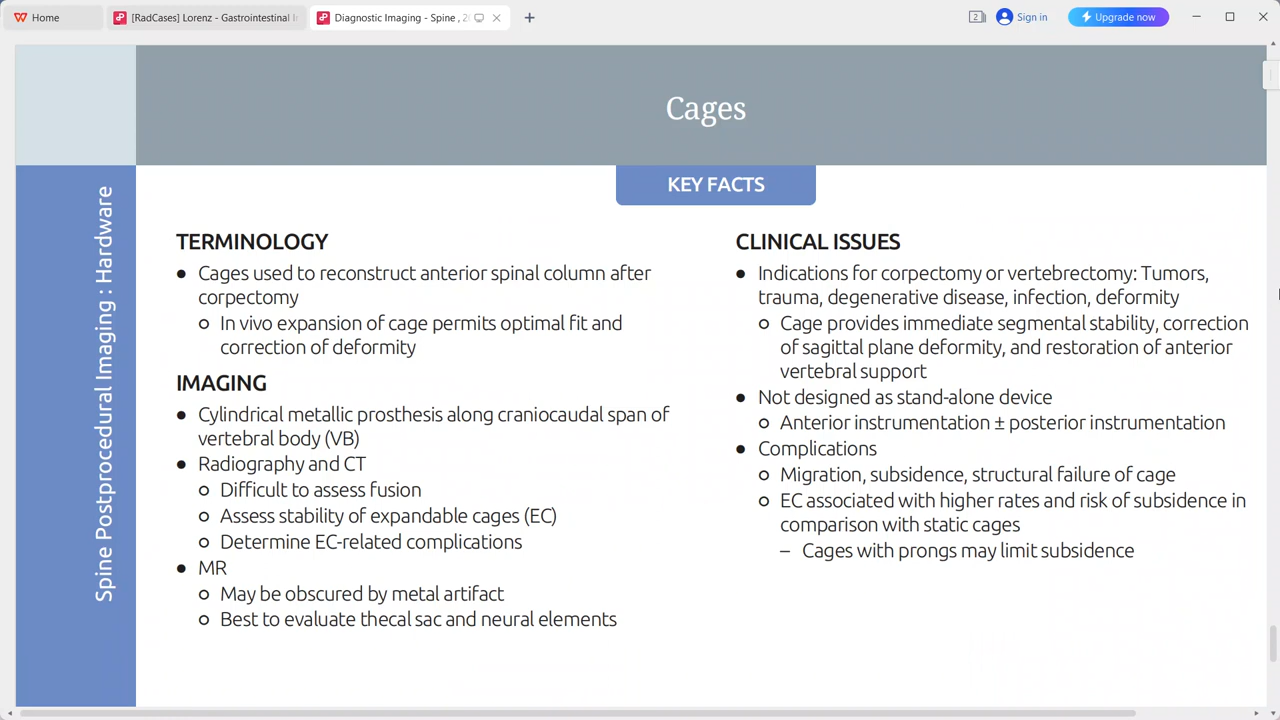 Home
[RadCases] Lorenz - Gastrointestinal
Diagnostic Imaging - Spine , 2
2
Sign in
Upgrade now
Cages
KEY FACTS
Spine Postprocedural Imaging : Hardware
TERMINOLOGY
● Cages used to reconstruct anterior spinal column after
corpectomy
○ In vivo expansion of cage permits optimal fit and
correction of deformity
IMAGING
● Cylindrical metallic prosthesis along craniocaudal span of
vertebral body (VB)
● Radiography and CT
○ Difficult to assess fusion
○ Assess stability of expandable cages (EC)
○ Determine EC-related complications
● MR
○ May be obscured by metal artifact
○ Best to evaluate thecal sac and neural elements
CLINICAL ISSUES
● Indications for corpectomy or vertebrectomy: Tumors,
trauma, degenerative disease, infection, deformity
○ Cage provides immediate segmental stability, correction
of sagittal plane deformity, and restoration of anterior
vertebral support
● Not designed as stand-alone device
○ Anterior instrumentation ± posterior instrumentation
● Complications
○ Migration, subsidence, structural failure of cage
○ EC associated with higher rates and risk of subsidence in
comparison with static cages
– Cages with prongs may limit subsidence